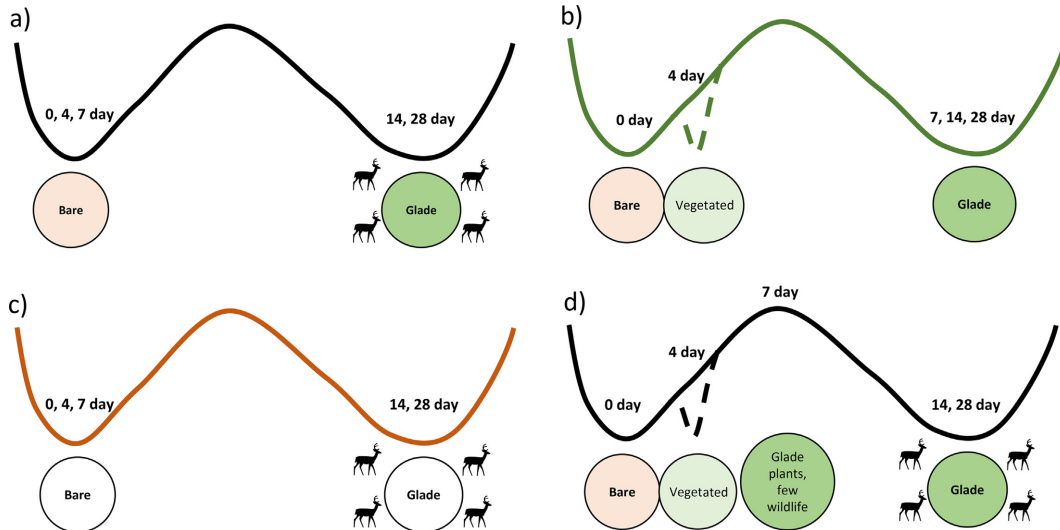 a)
0, 4, 7 day
14, 28 day
Bare
Glade
b)
4 day
0 day
7, 14, 28 day
Bare
Vegetated
Glade
c)
0, 4, 7 day
14, 28 day
Bare
Glade
d)
7 day
4 day
0 day
14, 28 day
Bare
Vegetated
Glade
plants,
few
wildlife
Glade